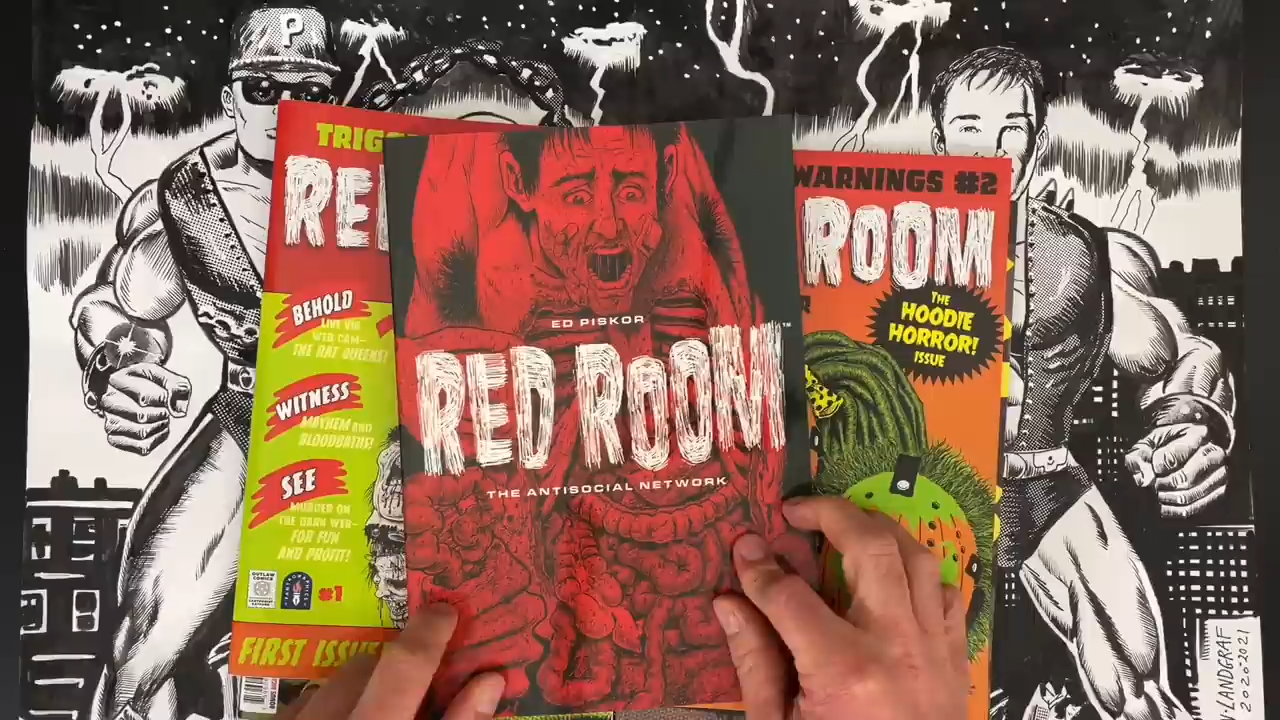 P
TRIGG
RE
BEHOLD
LIVE VIA
WEB CAM—
THE RAT QUEENS!
WITNESS
MAYHEM AND
BLOODBATHS!
SEE
MURDER ON
THE DARK WEB—
FOR FUN
AND PROFIT!
OUTLAW
COMICS
#1
FIRST ISSUE
ED PISKOR
RED ROOM
THE ANTISOCIAL NETWORK
WARNINGS #2
ROOM
THE
HOODIE
HORROR!
ISSUE
LANDGRAF
2020-2021